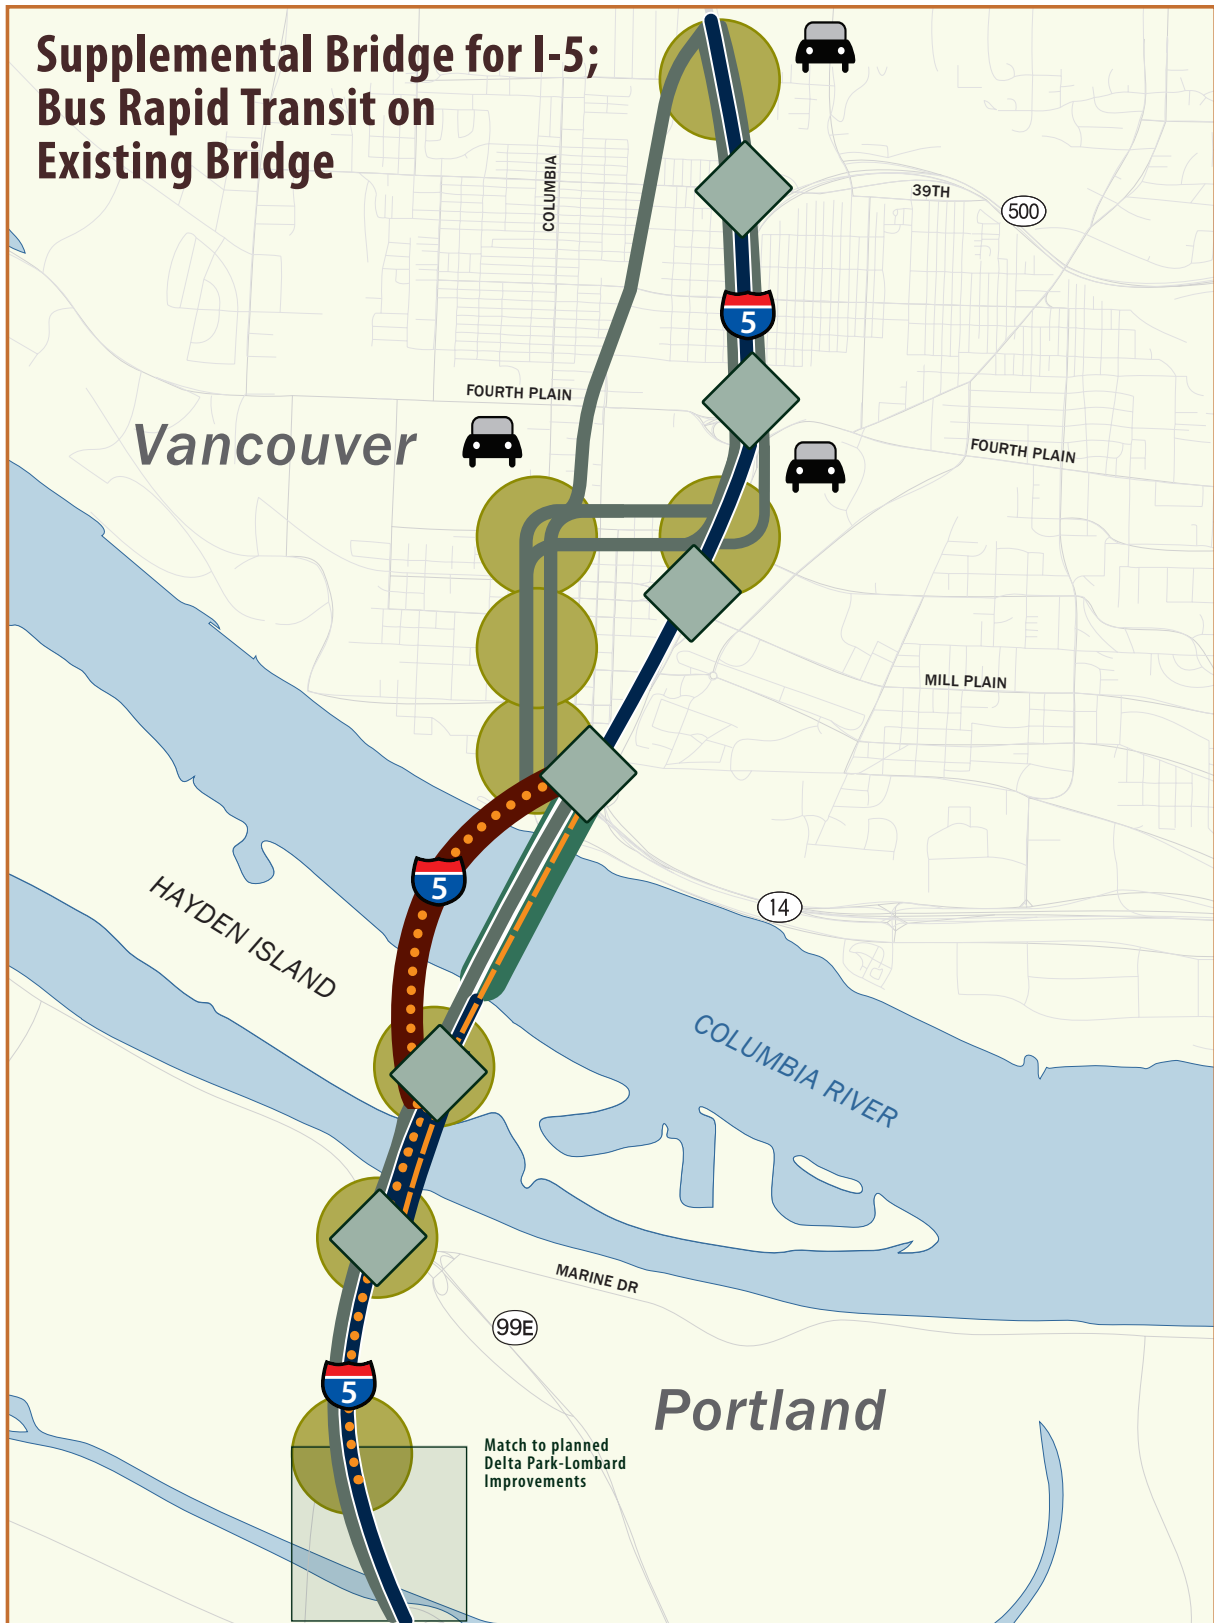 Supplemental Bridge for I-5;
Bus Rapid Transit on
Existing Bridge
COLUMBIA
39TH
500
5
FOURTH PLAIN
Vancouver
FOURTH PLAIN
MILL PLAIN
5
HAYDEN ISLAND
14
COLUMBIA RIVER
MARINE DR
99E
5
Portland
Match to planned
Delta Park-Lombard
Improvements